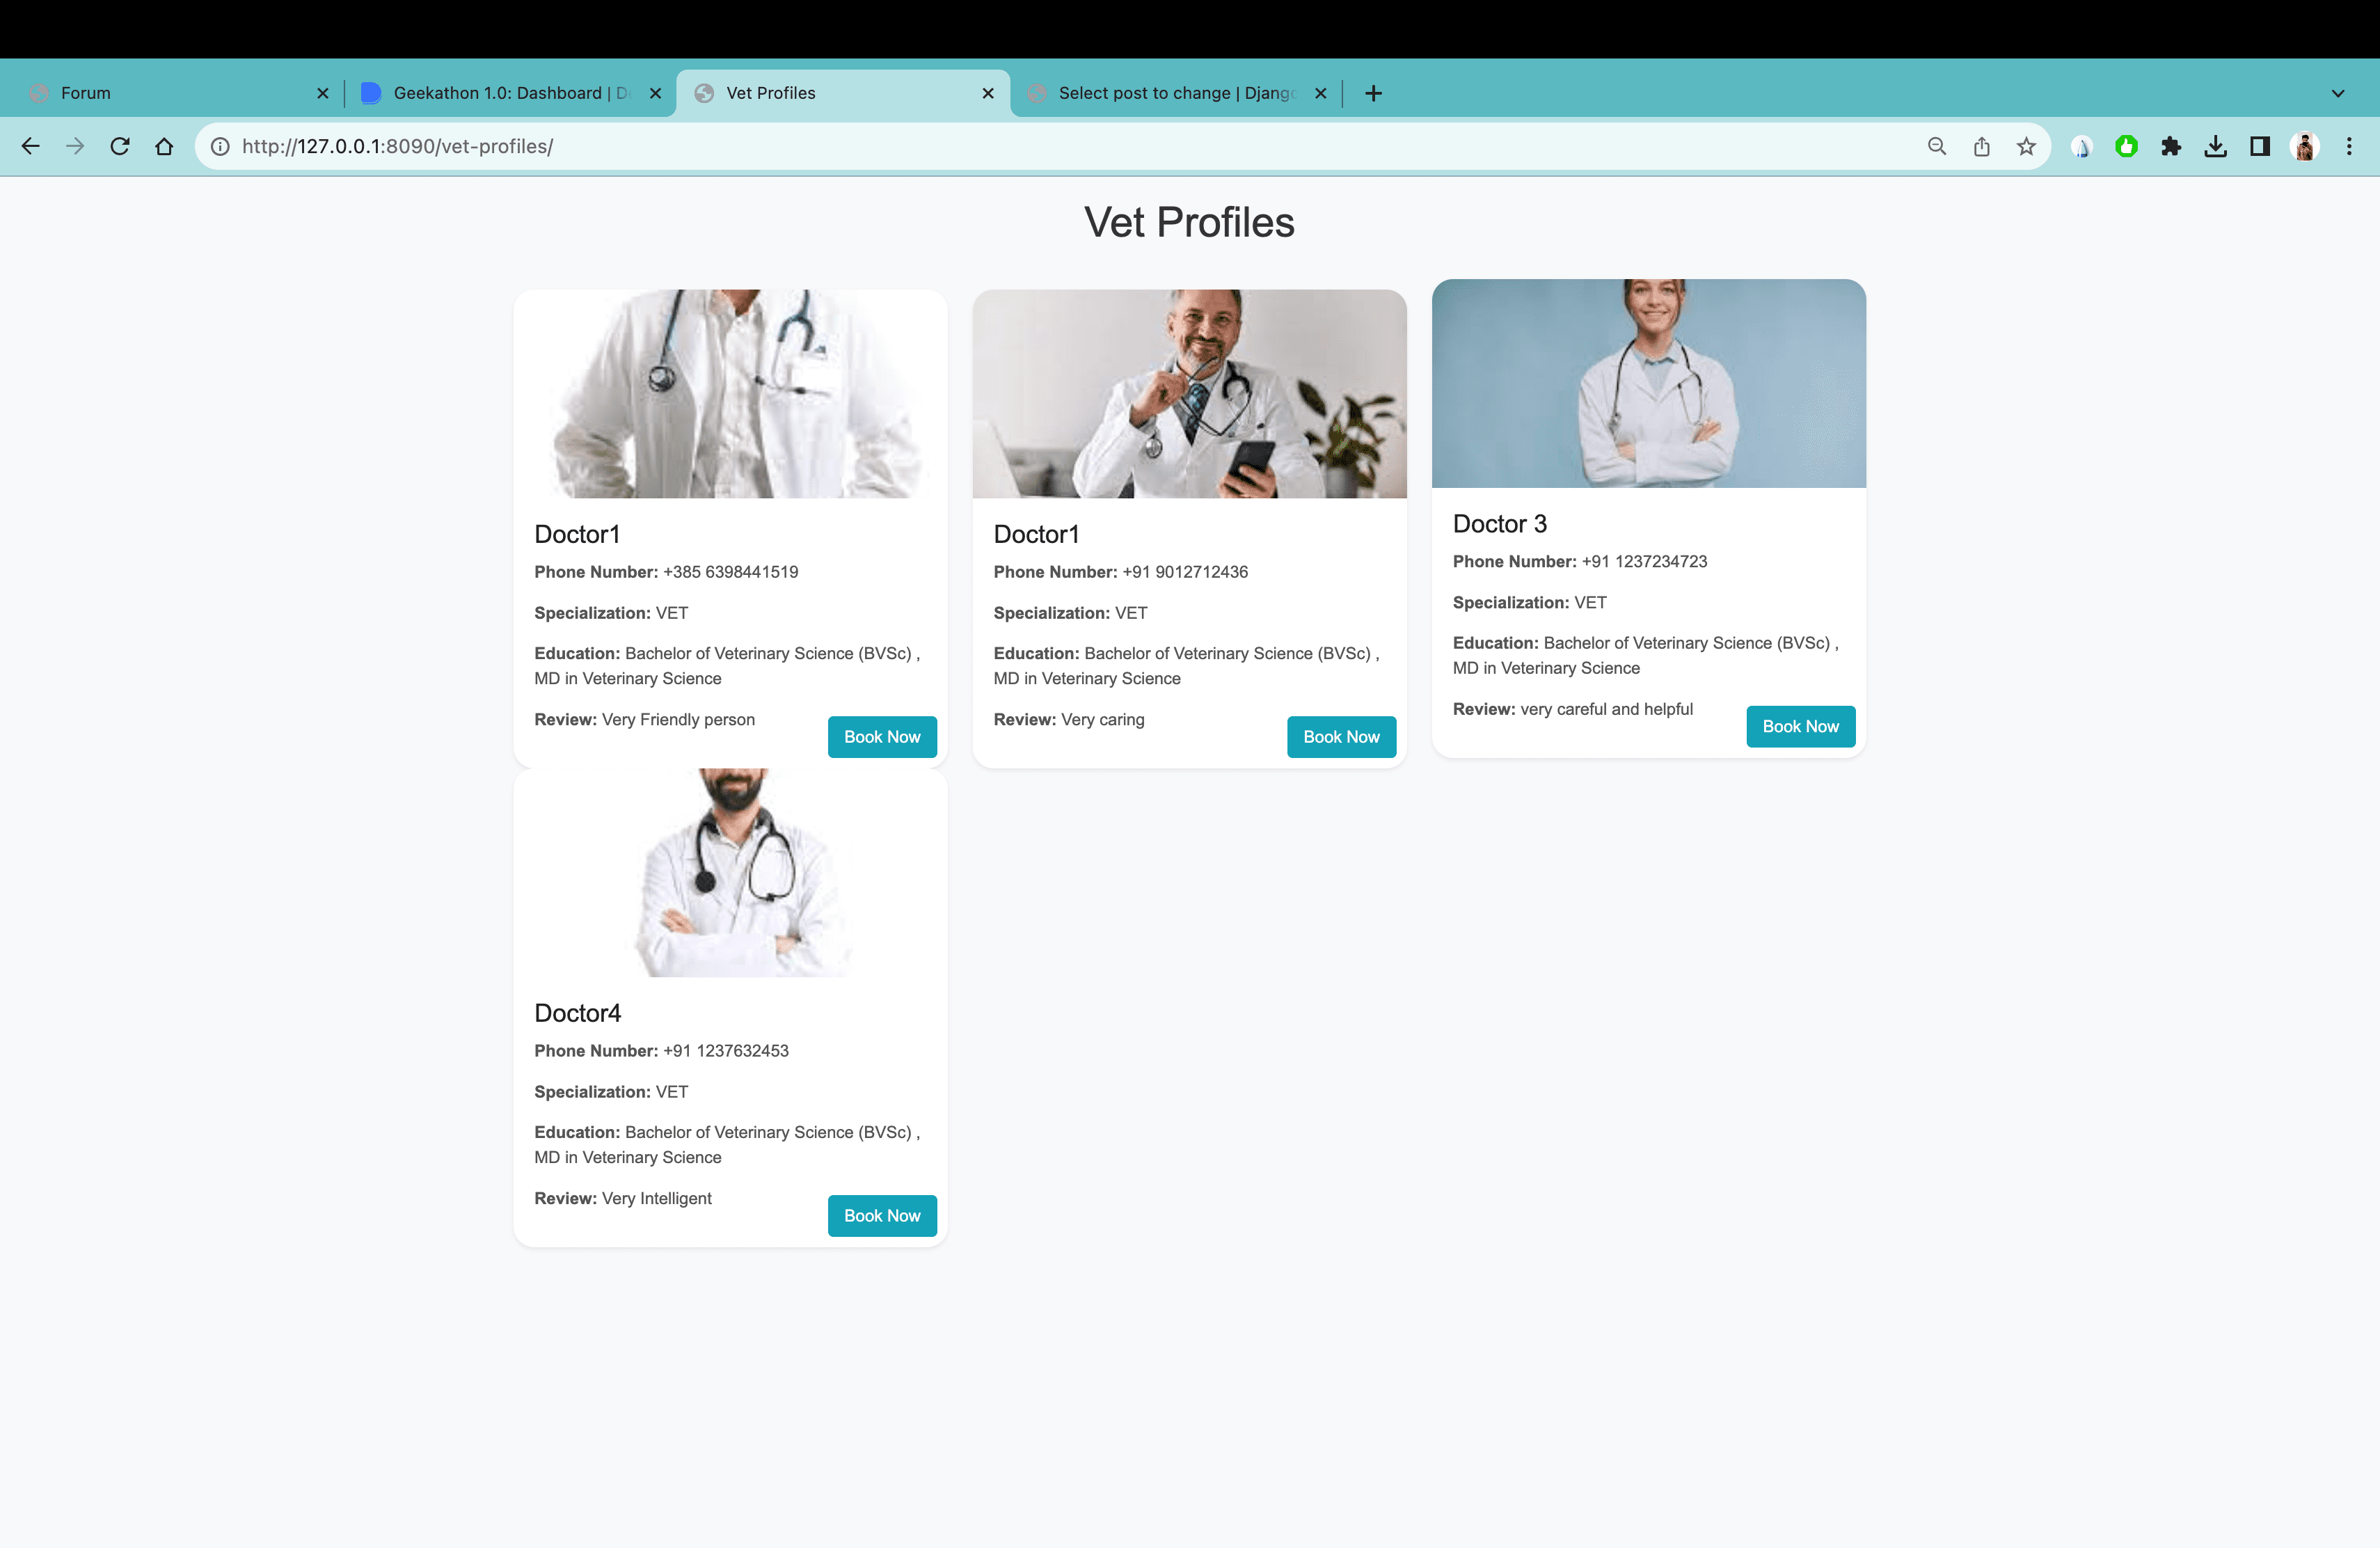 Forum
Geekathon 1.0: Dashboard | D
Vet Profiles
Select post to change | Django
http://127.0.0.1:8090/vet-profiles/
Vet Profiles
Doctor1
Phone Number: +385 6398441519
Specialization: VET
Education: Bachelor of Veterinary Science (BVSc) ,
MD in Veterinary Science
Review: Very Friendly person
Book Now
Doctor1
Phone Number: +91 9012712436
Specialization: VET
Education: Bachelor of Veterinary Science (BVSc) ,
MD in Veterinary Science
Review: Very caring
Book Now
Doctor 3
Phone Number: +91 1237234723
Specialization: VET
Education: Bachelor of Veterinary Science (BVSc) ,
MD in Veterinary Science
Review: very careful and helpful
Book Now
Doctor4
Phone Number: +91 1237632453
Specialization: VET
Education: Bachelor of Veterinary Science (BVSc) ,
MD in Veterinary Science
Review: Very Intelligent
Book Now